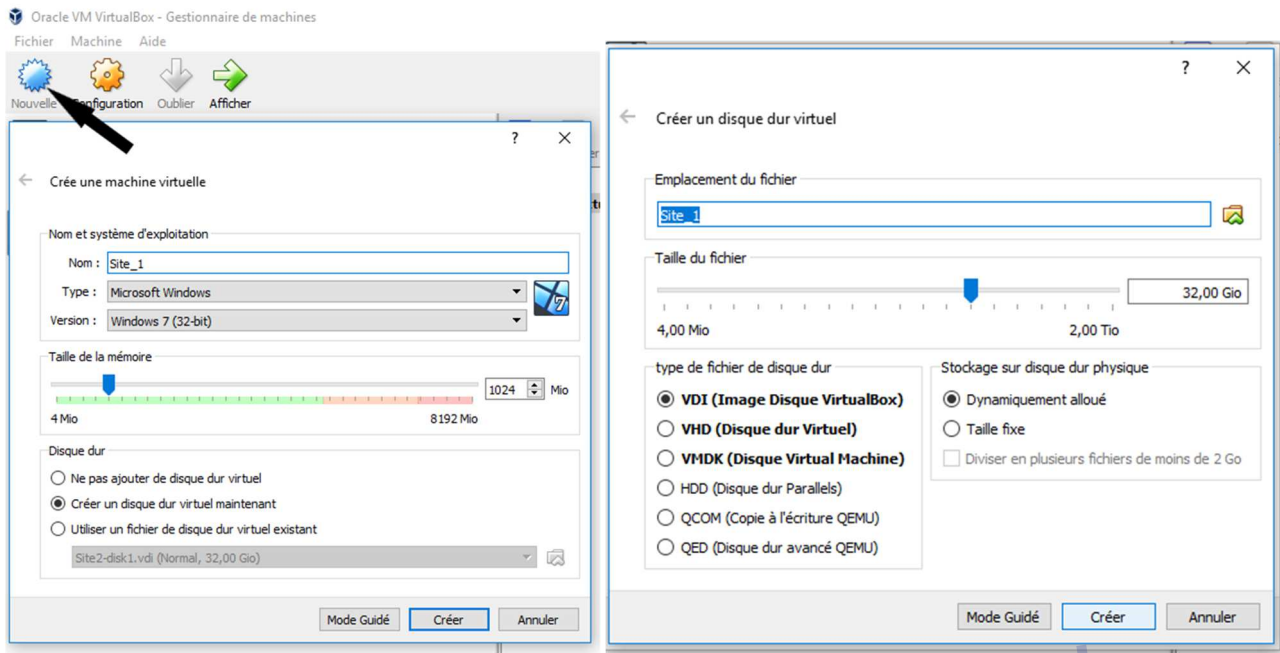 Oracle VM VirtualBox - Gestionnaire de machines
Fichier Machine Aide
Nouvelle Configuration Oublier Afficher
? X
Crée une machine virtuelle
Nom et système d'exploitation
Nom : Site_1
Type : Microsoft Windows
7
Version : Windows 7 (32-bit)
Taille de la mémoire
1024 Mio
4 Mio 8192 Mio
Disque dur
Ne pas ajouter de disque dur virtuel
Créer un disque dur virtuel maintenant
Utiliser un fichier de disque dur virtuel existant
Site2-disk1.vdi (Normal, 32,00 Gio)
Mode Guidé Créer Annuler
? X
Créer un disque dur virtuel
Emplacement du fichier
Site_1
Taille du fichier
32,00 Gio
4,00 Mio 2,00 Tio
type de fichier de disque dur
VDI (Image Disque VirtualBox)
VHD (Disque dur Virtuel)
VMDK (Disque Virtual Machine)
HDD (Disque dur Parallels)
QCOM (Copie à l'écriture QEMU)
QED (Disque dur avancé QEMU)
Stockage sur disque dur physique
Dynamiquement alloué
Taille fixe
Diviser en plusieurs fichiers de moins de 2 Go
Mode Guidé Créer Annuler